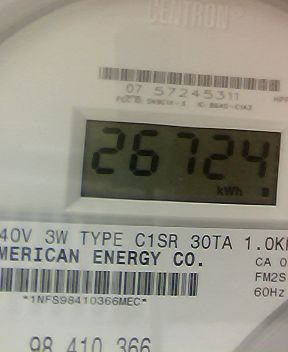 CENTRON®
07 57245311
26724
kWh
40V 3W TYPE C1SR 30TA 1.0K
MERICAN ENERGY CO.
CA 0
FM2S
60Hz
*1NFS98410366MEC*
98 410 366